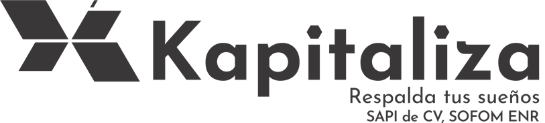 Kapitaliza
Respalda tus sueños
SAPI de CV, SOFOM ENR